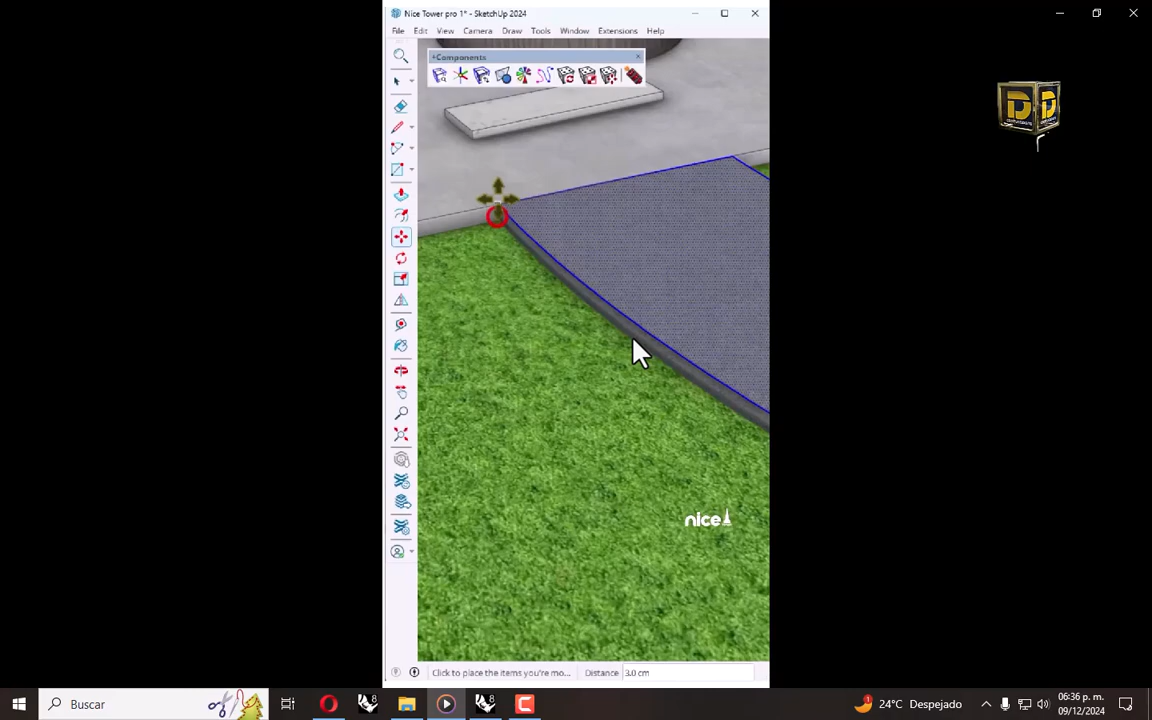 Nice Tower pro 1* - SketchUp 2024
File Edit View Camera Draw Tools Window Extensions Help
+Components
nice
Click to place the items you're mo... Distance 3.0 cm
Buscar
24°C Despejado
06:36 p. m.
09/12/2024